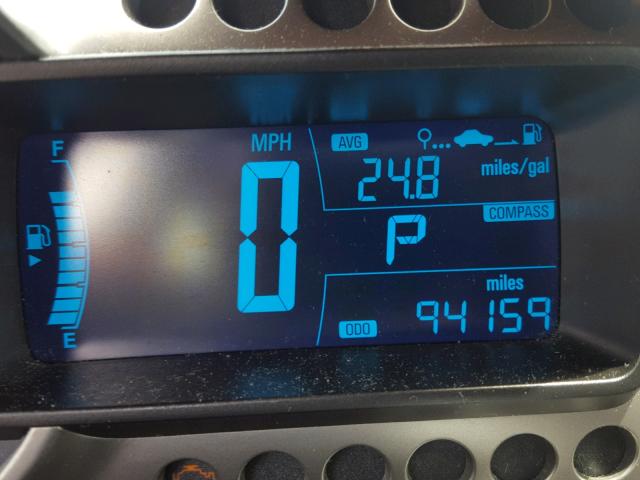 F
MPH
AVG
24.8 miles/gal
0
COMPASS
P
miles
ODO 94159
E